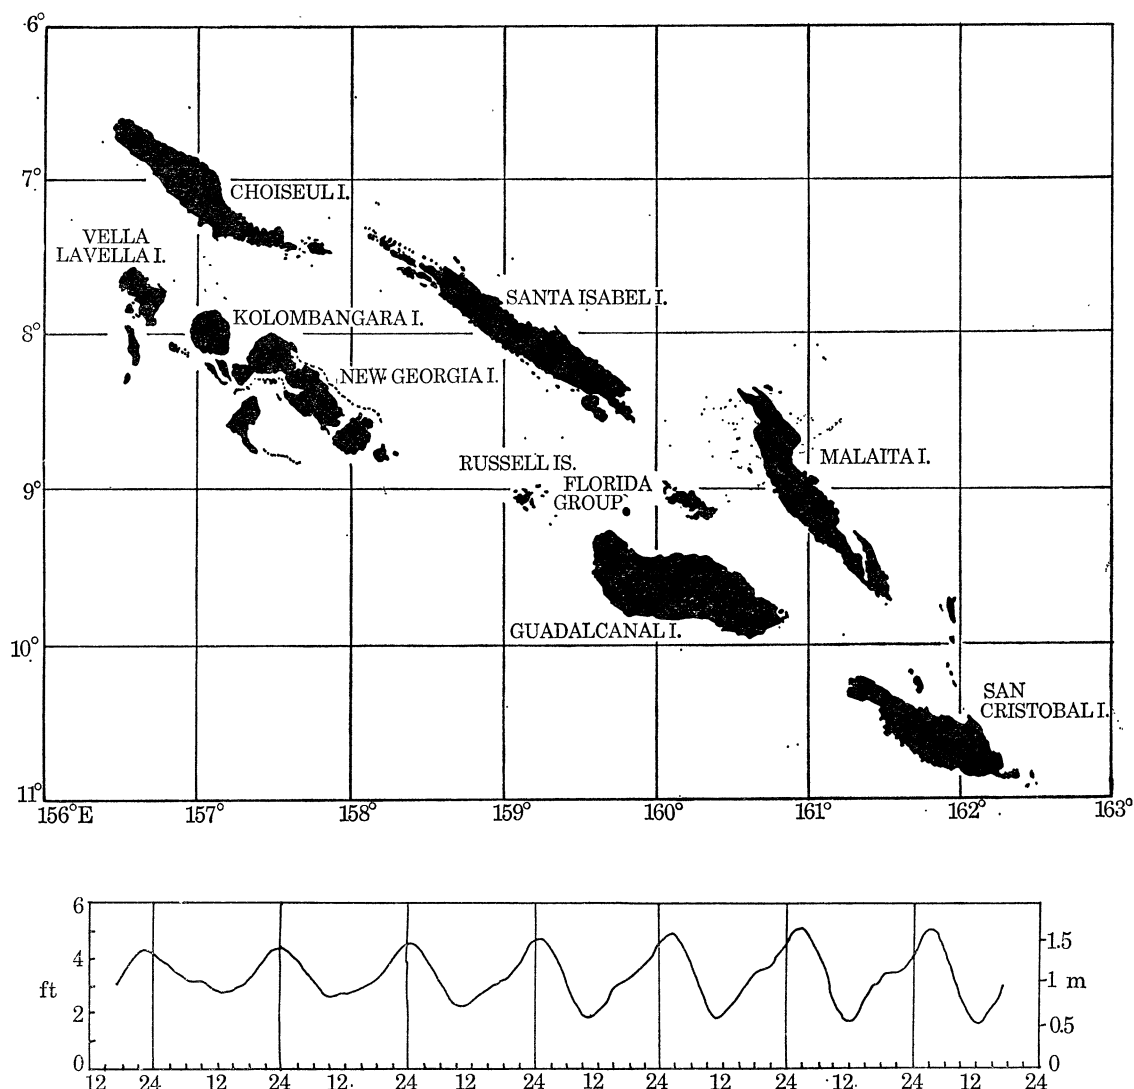 6°
7°
CHOISEUL I.
VELLA
LAVELLA I.
SANTA ISABEL I.
KOLOMBANGARA I.
8°
NEW GEORGIA I.
MALAITA I.
RUSSELL IS.
FLORIDA
GROUP
9°
GUADALCANAL I.
10°
SAN
CRISTOBAL I.
11°
156°E 157° 158° 159° 160° 161° 162° 163°
6
4
ft
2
0
1.5
1 m
0.5
0
12 24 12 24 12 24 12 24 12 24 12 24 12 24 12 24